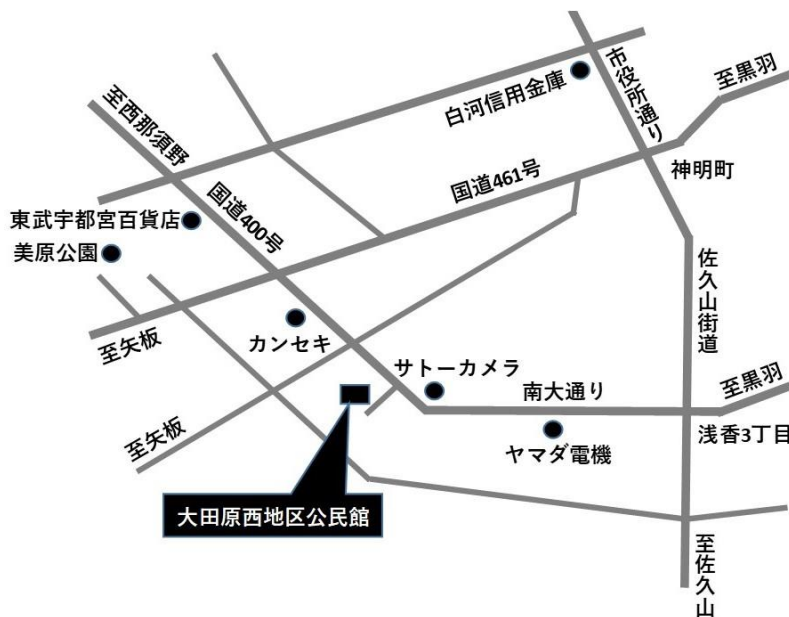 市役所通り
至黒羽
白河信用金庫
至西那須野
国道461号
神明町
国道400号
東武宇都宮百貨店
美原公園
佐久山街道
至矢板
カンセキ
サトーカメラ
南大通り
至黒羽
至矢板
浅香3丁目
ヤマダ電機
大田原西地区公民館
至佐久山